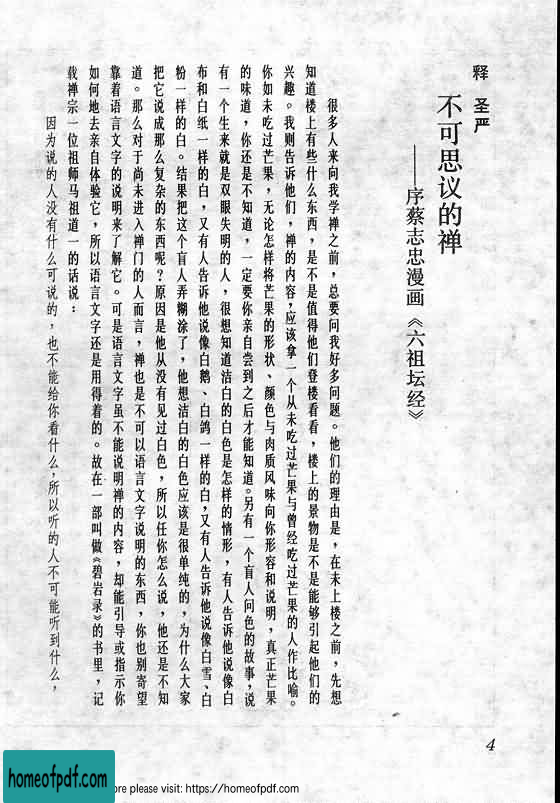 释 圣严
不可思议的禅
——序蔡志忠漫画《六祖坛经》
很多人来向我学禅之前，总要问我好多问题。他们的理由是，在未上楼之前，先想
知道楼上有些什么东西，是不是值得他们登楼看看，楼上的景物是不是能够引起他们的
兴趣。我则告诉他们，禅的内容，应该拿一个从未吃过芒果与曾经吃过芒果的人作比喻。
你如未吃过芒果，无论怎样将芒果的形状、颜色与肉质风味向你形容和说明，真正芒果
的味道，你还是不知道，一定要你亲自尝到之后才能知道。另有一个盲人问色的故事，说
有一个生来就是双眼失明的人，很想知道洁白的白色是怎样的情形，有人告诉他说像白
布和白纸一样的白，又有人告诉他说像白鹅、白鸽一样的白，又有人告诉他说像白雪、白
粉一样的白。结果把这个盲人弄糊涂了，他想洁白的白色应该是很单纯的，为什么大家
把它说成那么复杂的东西呢？原因是他从没有见过白色，所以任你怎么说，他还是不知
道。那么对于尚未进入禅门的人而言，禅也是不可以语言文字说明的东西，你也别寄望
靠着语言文字的说明来了解它。可是语言文字虽不能说明禅的内容，却能引导或指示你
如何地去亲自体验它，所以语言文字还是用得着的。故在一部叫做《碧岩录》的书里，记
载禅宗一位祖师马祖道一的话说：
因为说的人没有什么可说的，也不能给你看什么，所以听的人不可能听到什么，
4
homeofpdf.com
ore please visit: https://homeofpdf.com